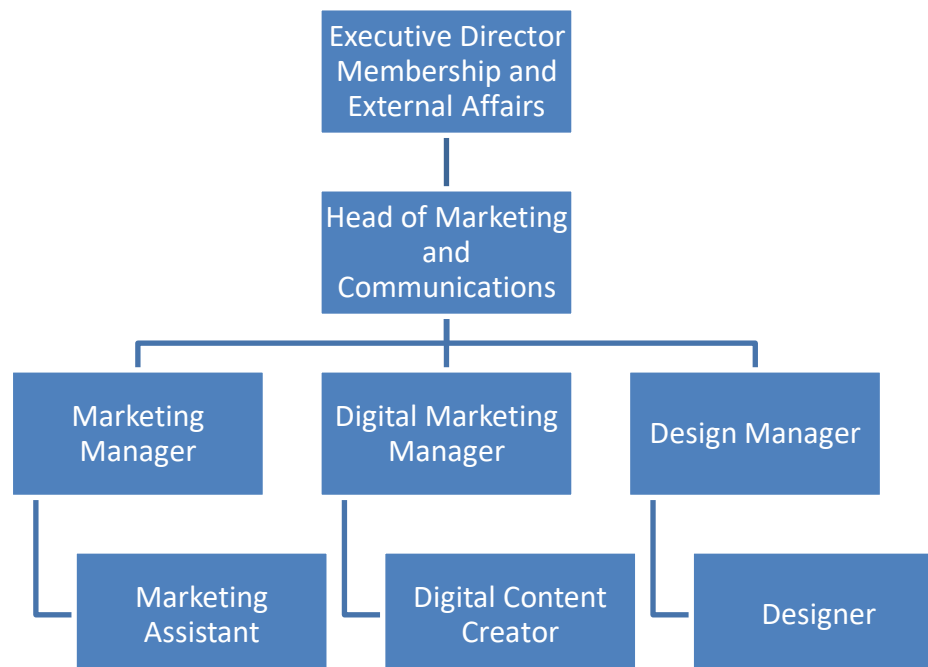 Executive Director
Membership and
External Affairs
Head of Marketing
and
Communications
Marketing
Manager
Digital Marketing
Manager
Design Manager
Marketing
Assistant
Digital Content
Creator
Designer